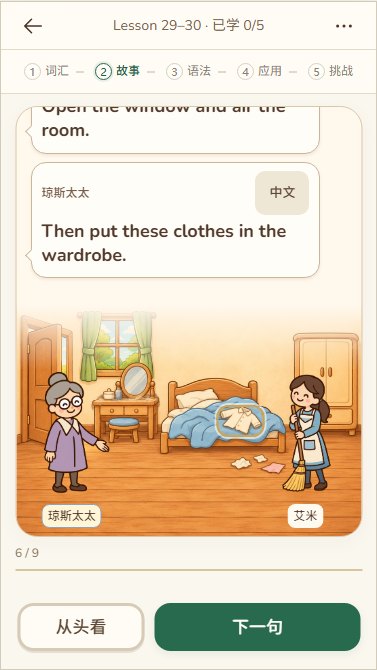 Lesson 29–30 · 已学 0/5
1 词汇 — 2 故事 — 3 语法 — 4 应用 — 5 挑战
Open the window and air the
room.
琼斯太太 中文
Then put these clothes in the
wardrobe.
琼斯太太 艾米
6 / 9
从头看 下一句